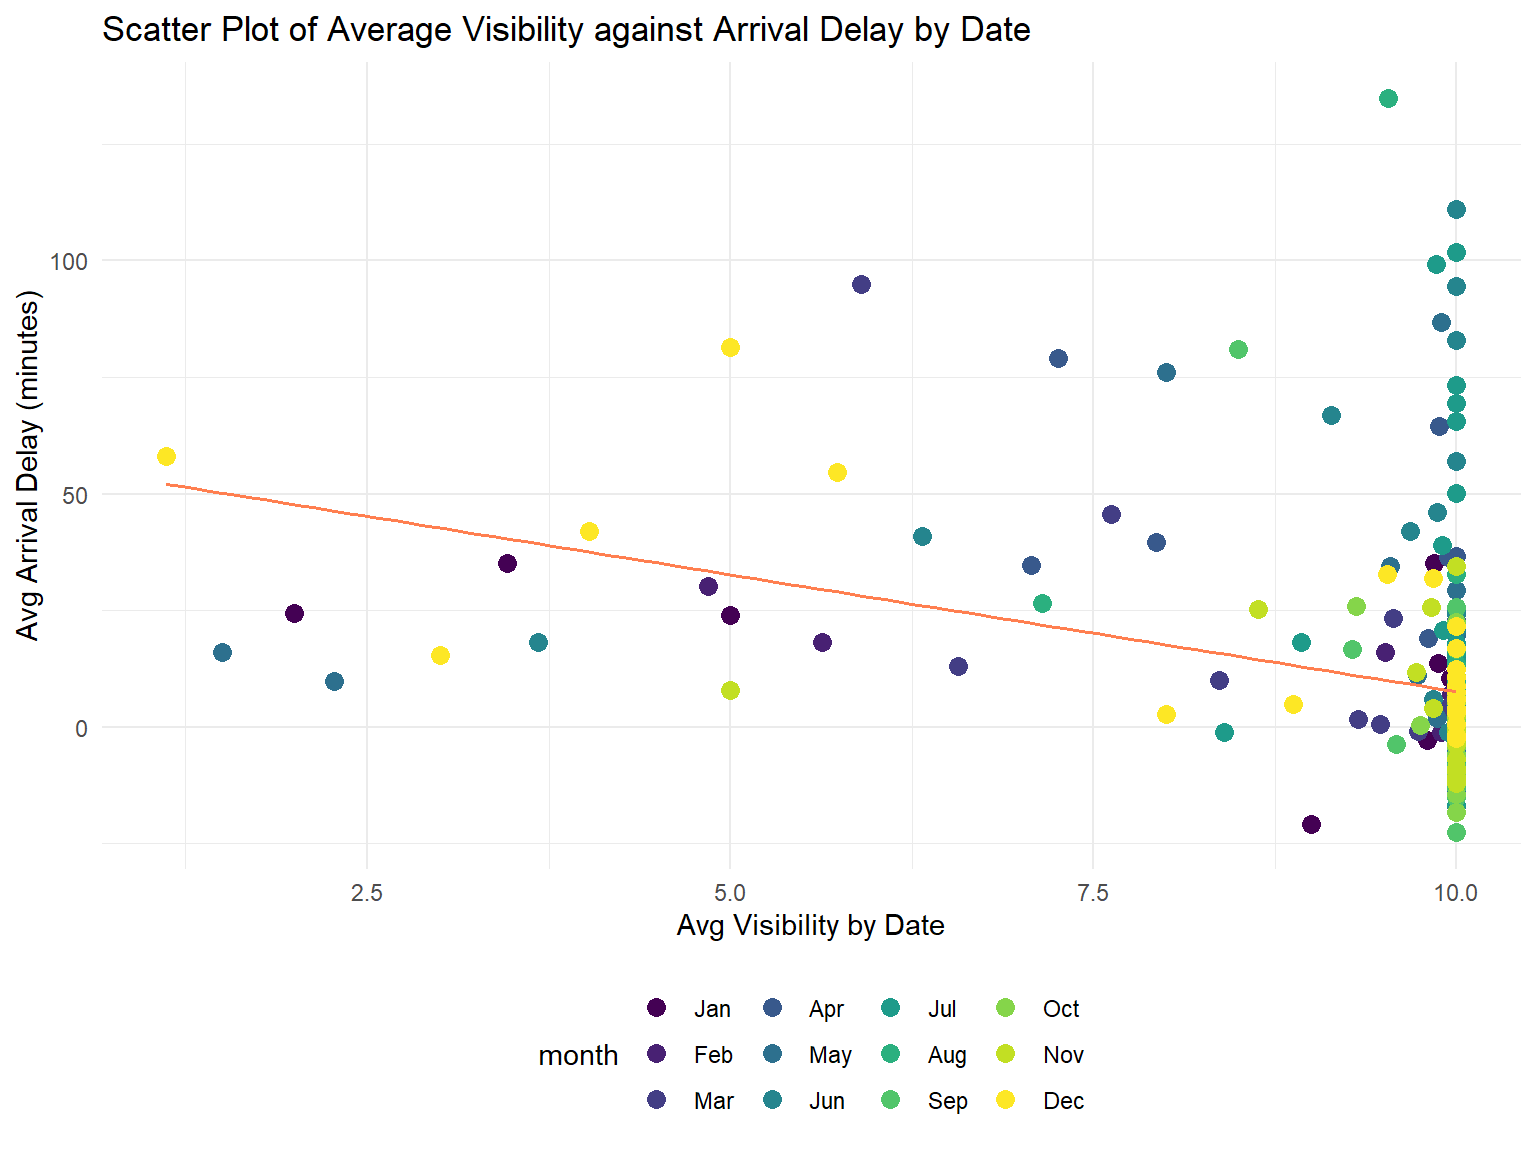 Scatter Plot of Average Visibility against Arrival Delay by Date
Avg Arrival Delay (minutes)
100
50
0
2.5 5.0 7.5 10.0
Avg Visibility by Date
month
Jan Apr Jul Oct
Feb May Aug Nov
Mar Jun Sep Dec